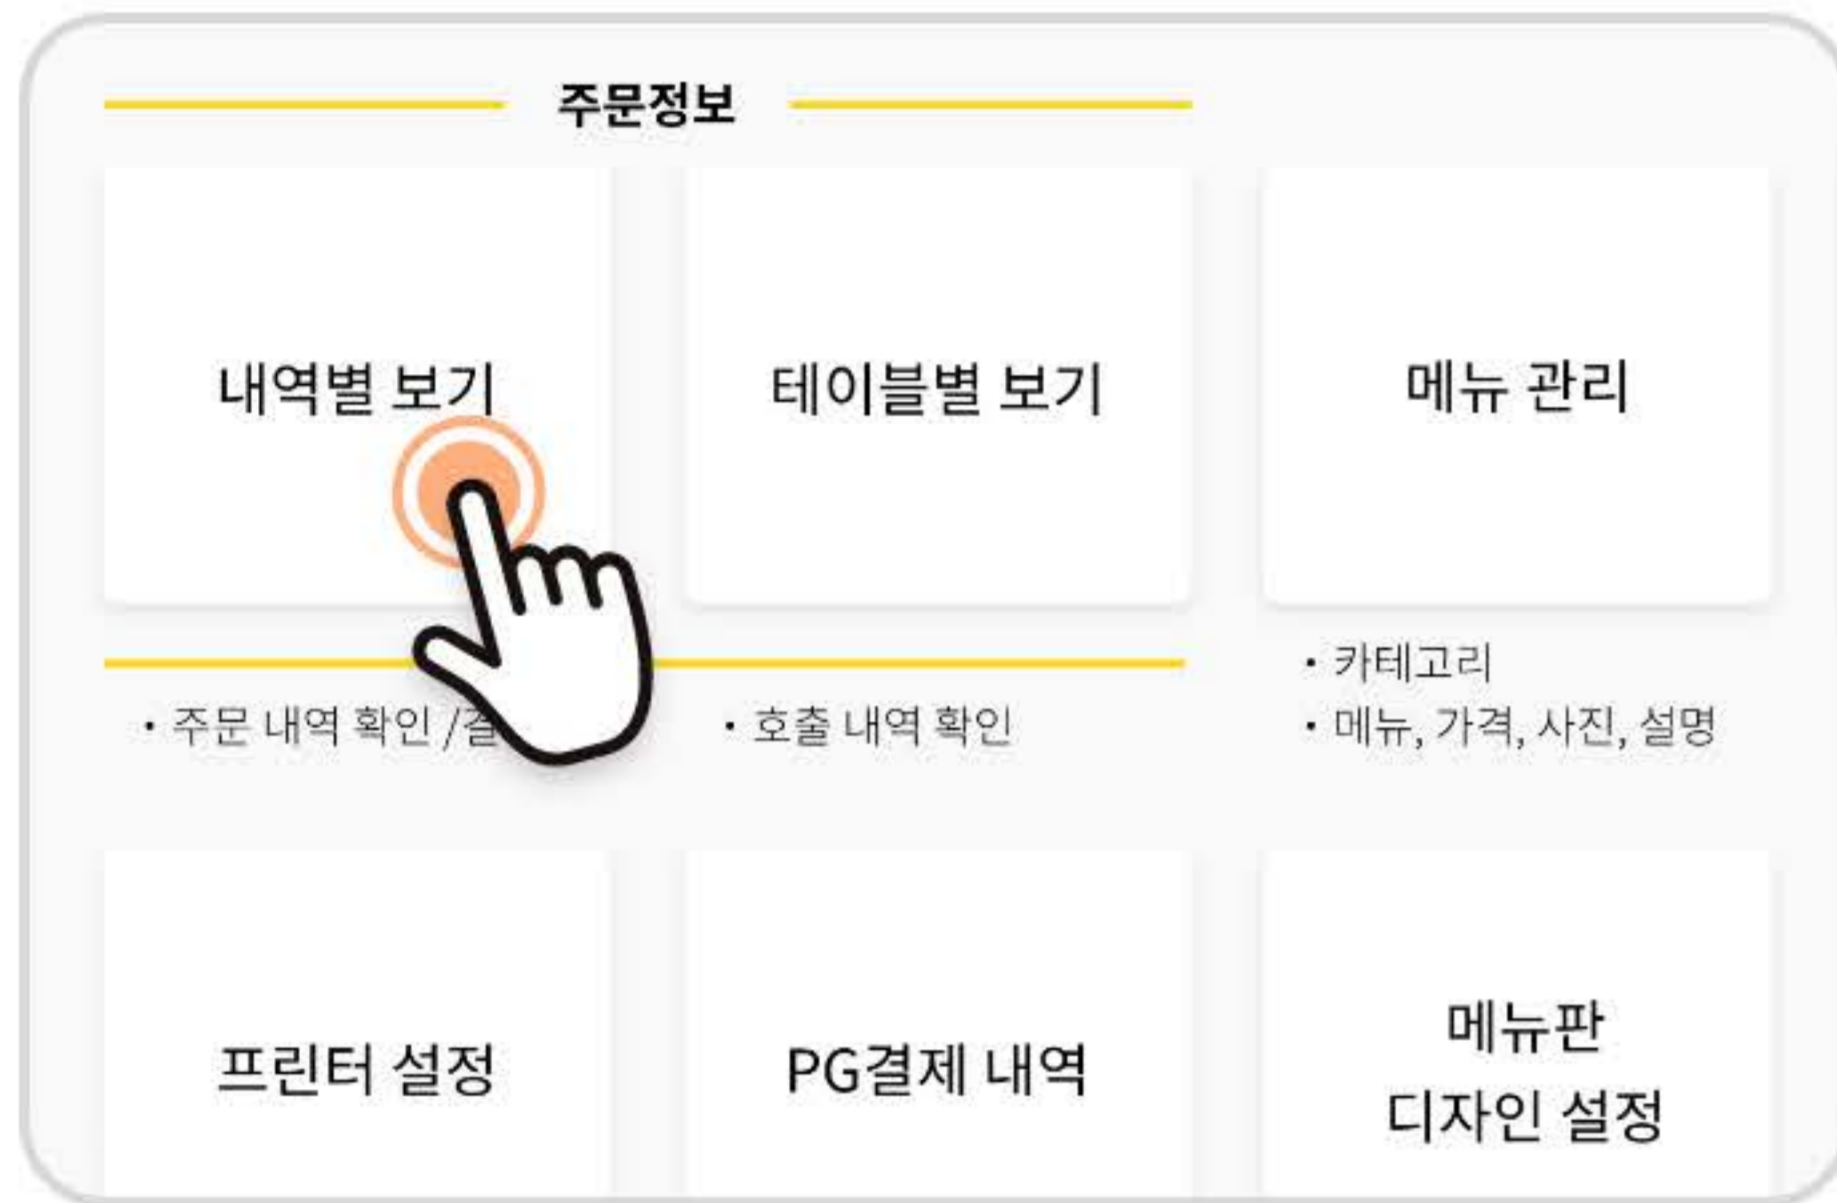 주문정보
내역별 보기
테이블별 보기
메뉴 관리
· 주문 내역 확인 /
· 호출 내역 확인
· 카테고리
· 메뉴, 가격, 사진, 설명
프린터 설정
PG결제 내역
메뉴판
디자인 설정